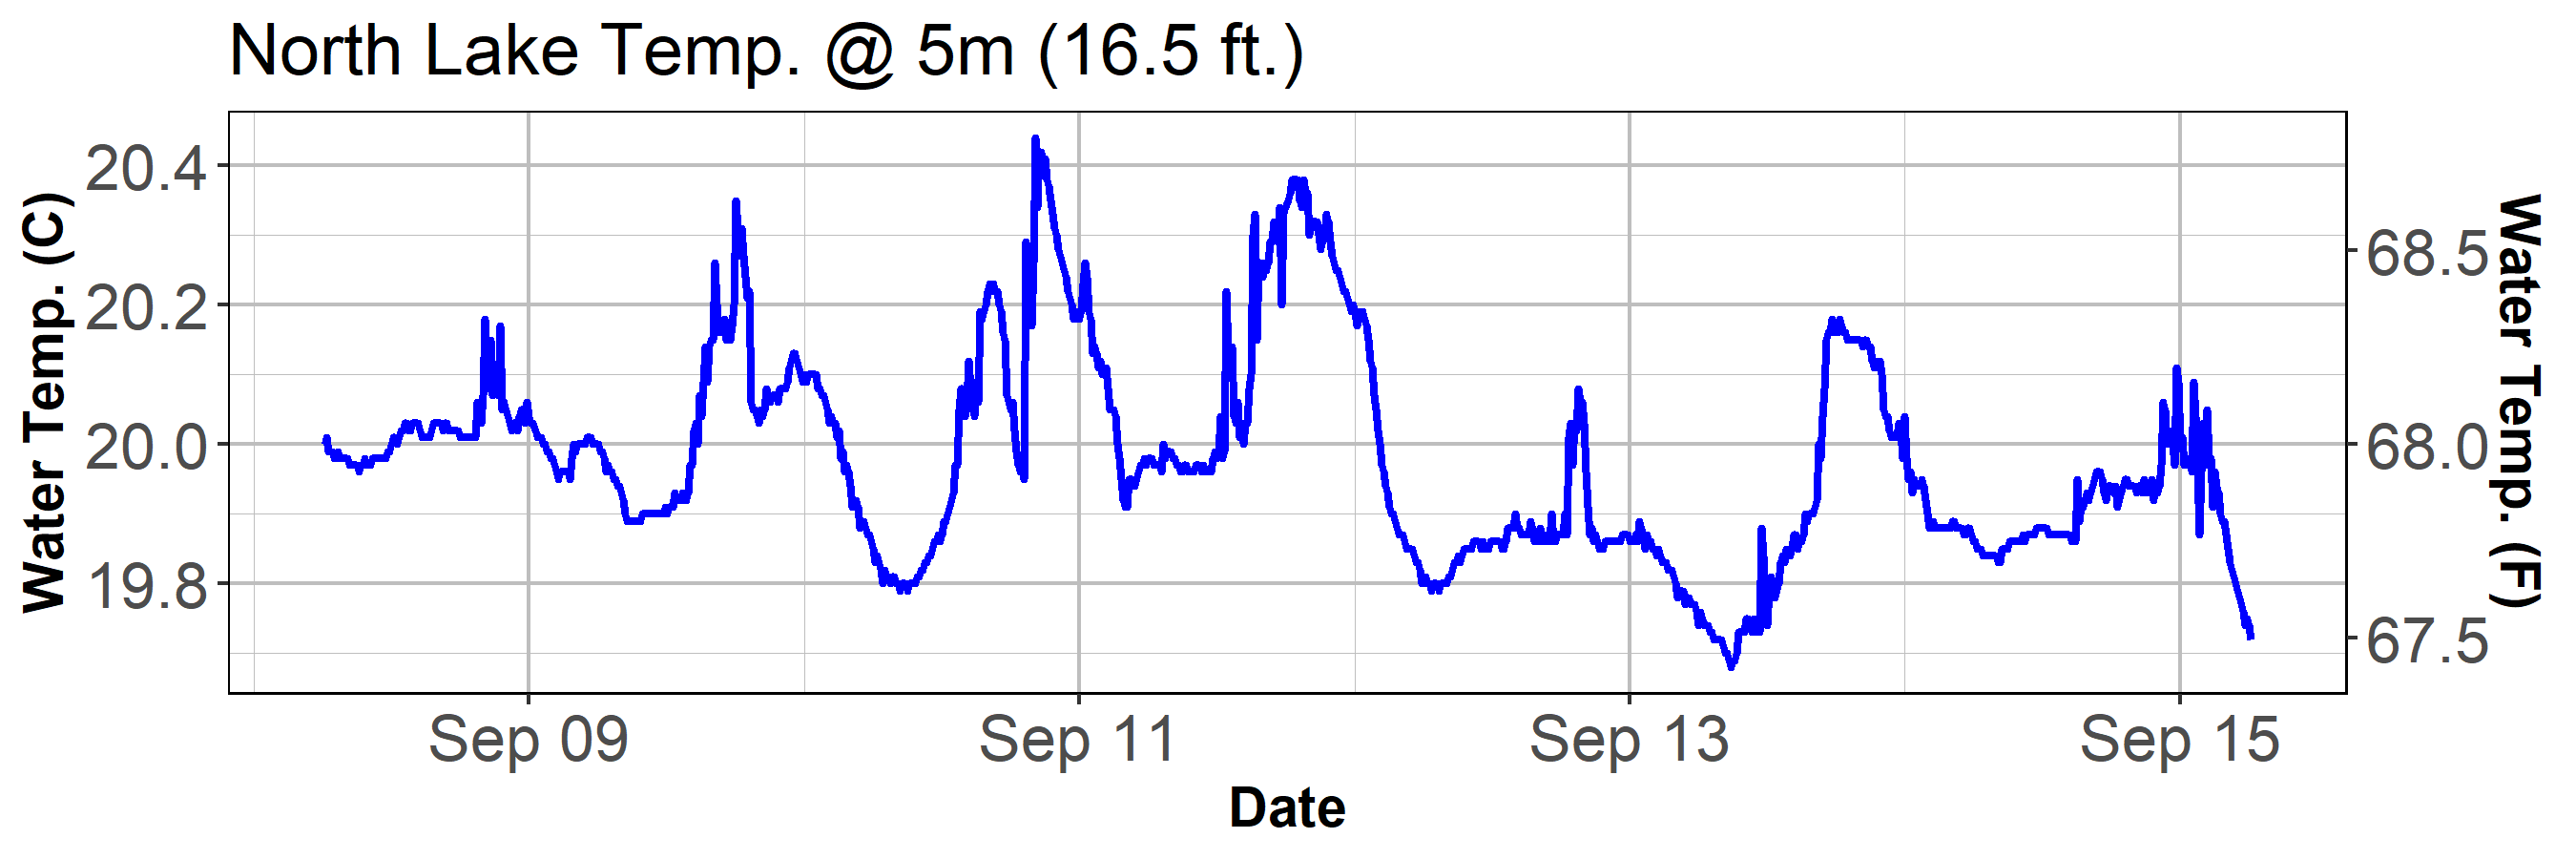 North Lake Temp. @ 5m (16.5 ft.)
Water Temp. (C)
20.4
20.2
20.0
19.8
68.5
68.0
67.5
Water Temp. (F)
Sep 09 Sep 11 Sep 13 Sep 15
Date